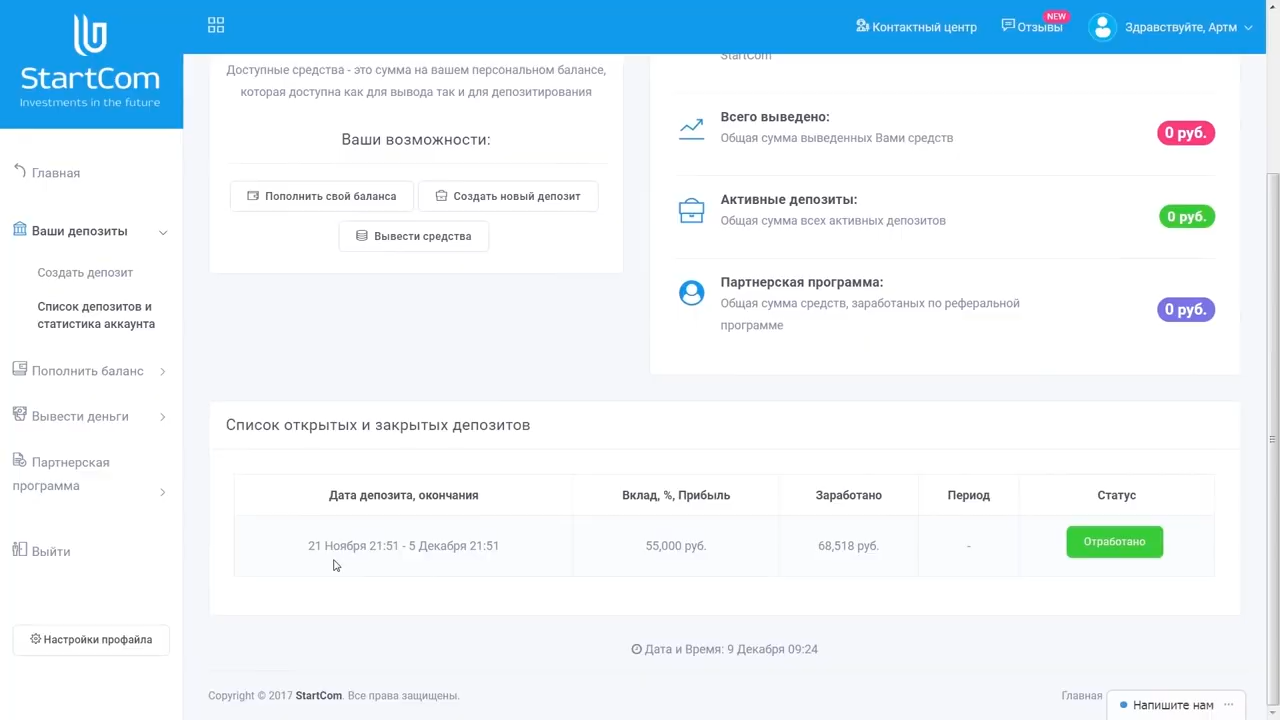 StartCom
Investments in the future
Контактный центр
Отзывы
NEW
Здравствуйте, Артм
Главная
Ваши депозиты
Создать депозит
Список депозитов и
статистика аккаунта
Пополнить баланс
Вывести деньги
Партнерская
программа
Выйти
Настройки профайла
Доступные средства - это сумма на вашем персональном балансе,
которая доступна как для вывода так и для депозитирования
Ваши возможности:
Пополнить свой баланса
Создать новый депозит
Вывести средства
StartCom
Всего выведено:
Общая сумма выведенных Вами средств
0 руб.
Активные депозиты:
Общая сумма всех активных депозитов
0 руб.
Партнерская программа:
Общая сумма средств, заработаных по реферальной
программе
0 руб.
Список открытых и закрытых депозитов
Дата депозита, окончания Вклад, %, Прибыль Заработано Период Статус
21 Ноября 21:51 - 5 Декабря 21:51 55,000 руб. 68,518 руб. - Отработано
Дата и Время: 9 Декабря 09:24
Copyright © 2017 StartCom. Все права защищены.
Главная
Напишите нам